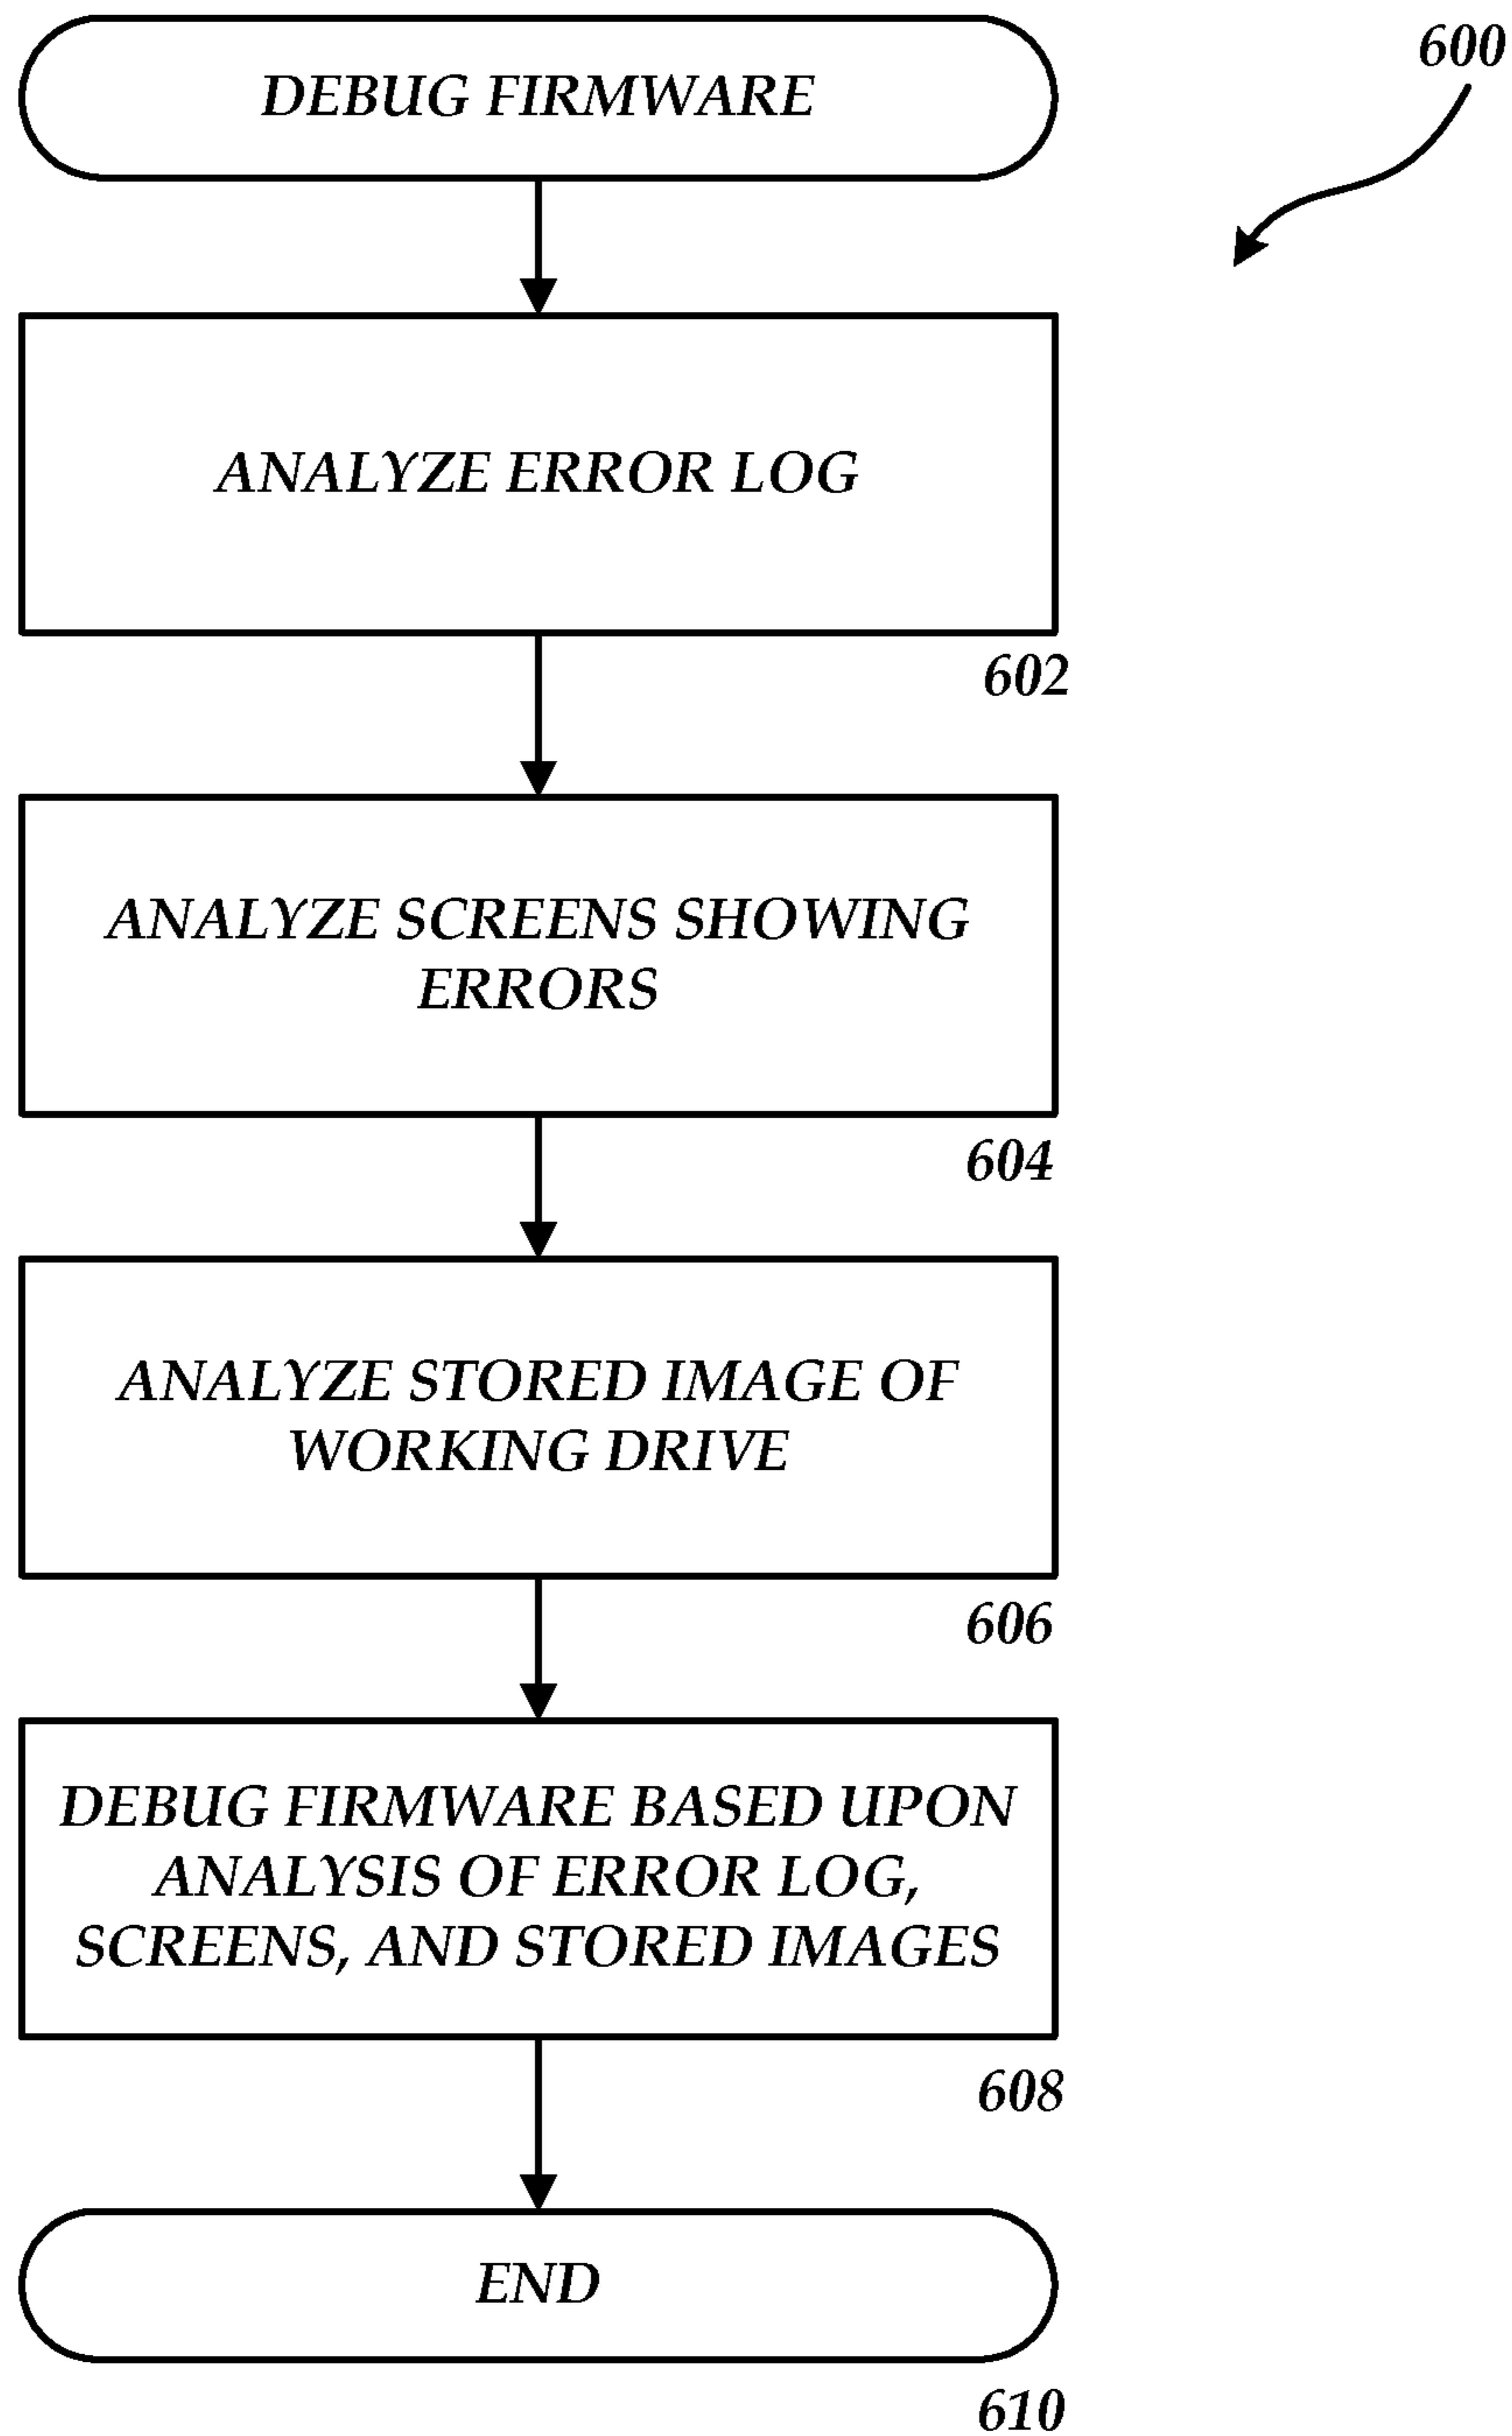 DEBUG FIRMWARE
600
ANALYZE ERROR LOG
602
ANALYZE SCREENS SHOWING
ERRORS
604
ANALYZE STORED IMAGE OF
WORKING DRIVE
606
DEBUG FIRMWARE BASED UPON
ANALYSIS OF ERROR LOG,
SCREENS, AND STORED IMAGES
608
END
610